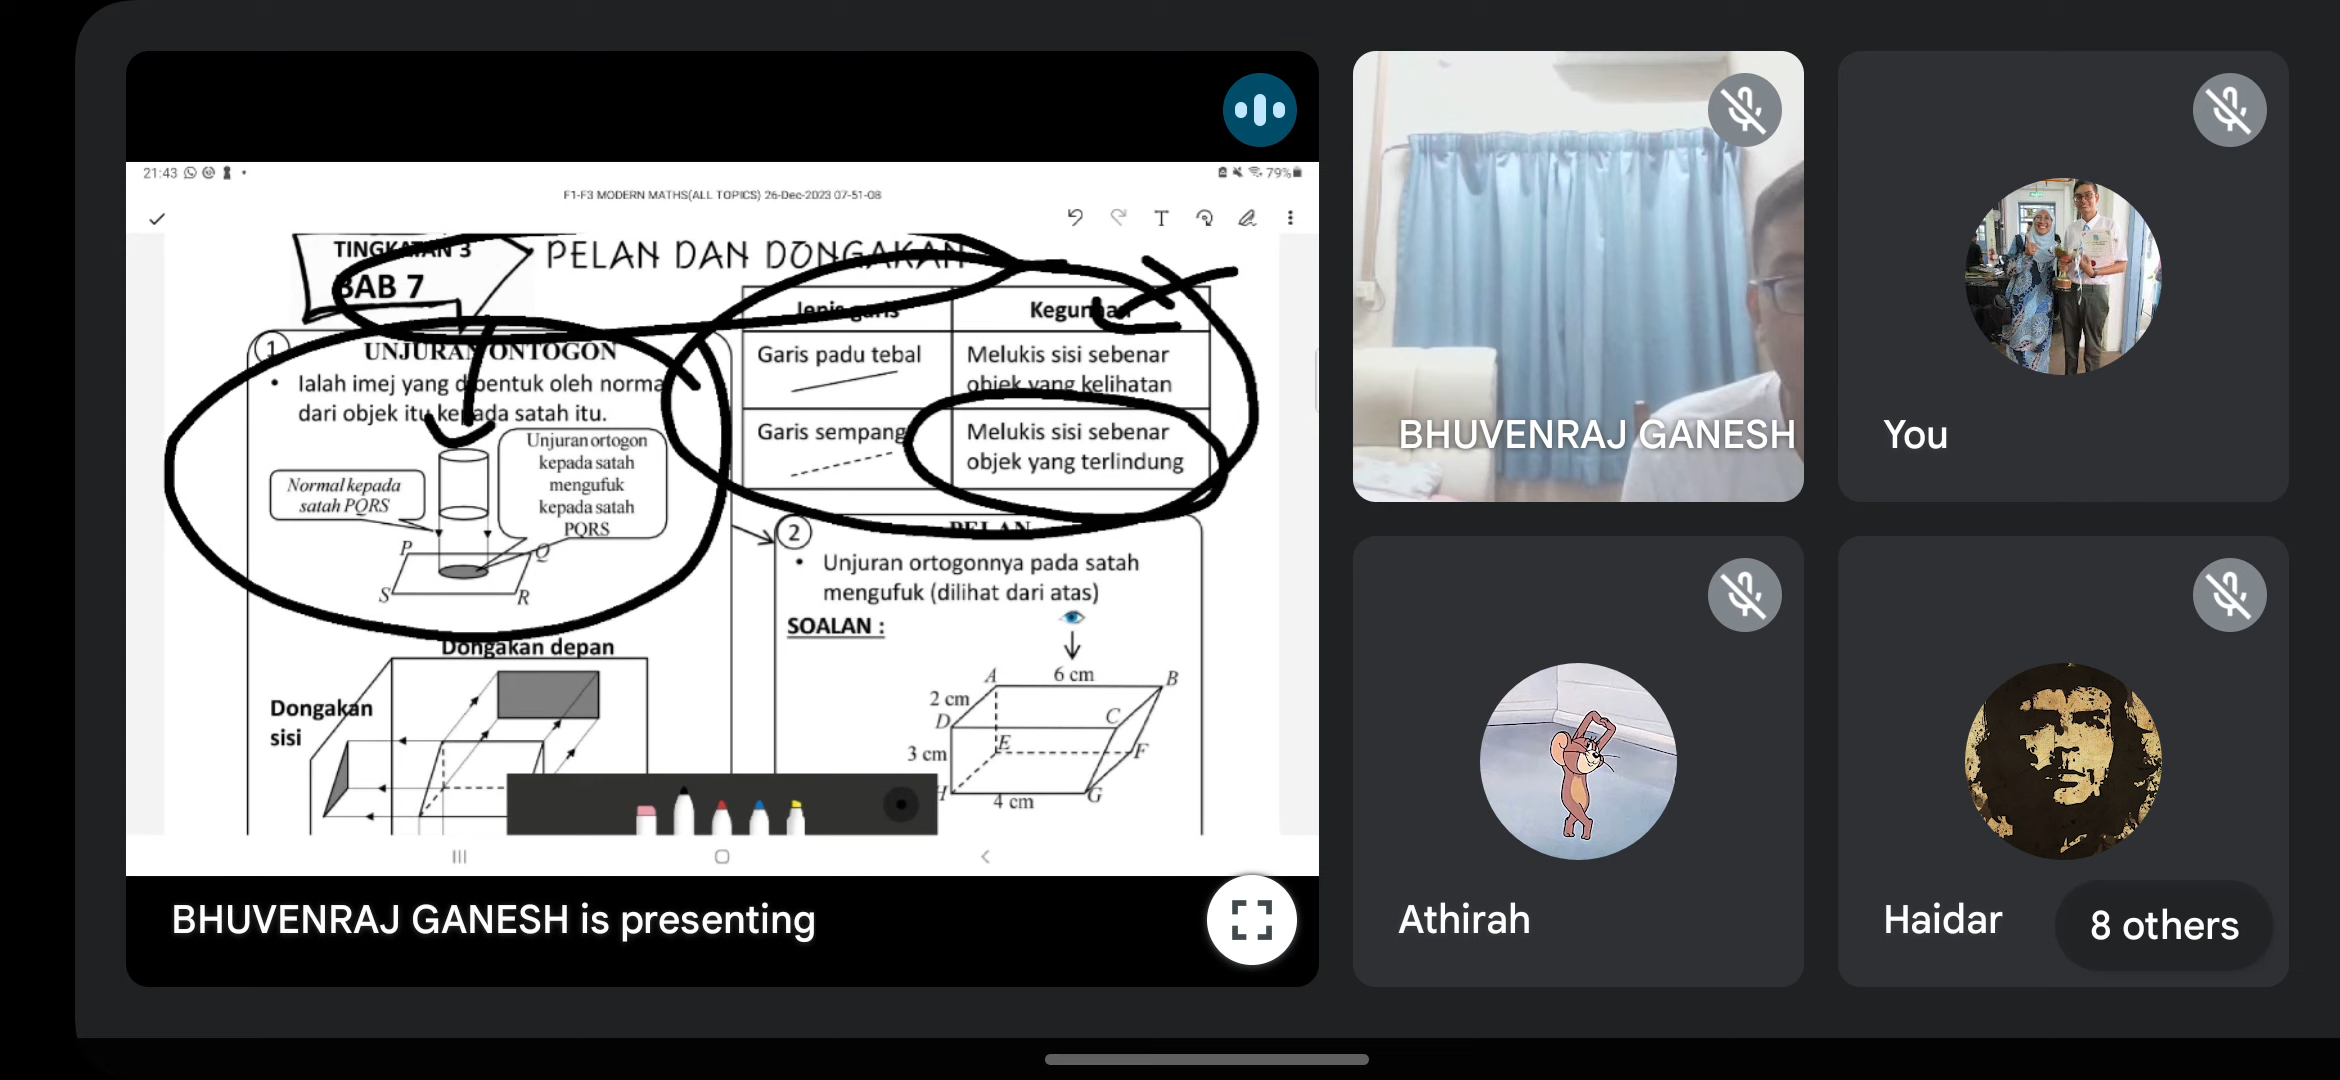 21:43
79%
F1-F3 MODERN MATHS(ALL TOPICS) 26-Dec-2023 07-51-08
T
TINGKATAN 3
BAB 7
PELAN DAN DONGAKAN
1
UNJURAN ONTOGON
• Ialah imej yang dibentuk oleh norma
dari objek itu kepada satah itu.
Normal kepada
satah PQRS
Unjuran ortogon
kepada satah
mengufuk
kepada satah
PQRS
P
Q
S
R
Dongakan depan
Dongakan
sisi
Jenis garis
Kegunaan
Garis padu tebal
Melukis sisi sebenar
objek yang kelihatan
Garis sempang
Melukis sisi sebenar
objek yang terlindung
2
PELAN
• Unjuran ortogonnya pada satah
mengufuk (dilihat dari atas)
SOALAN :
A
6 cm
B
2 cm
D
C
E
3 cm
F
H
4 cm
G
BHUVENRAJ GANESH is presenting
BHUVENRAJ GANESH
You
Athirah
Haidar
8 others